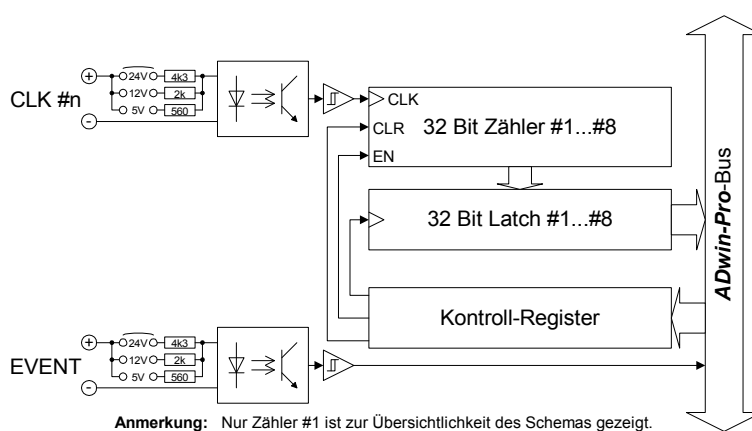 CLK #n
24V 4k3
12V 2k
5V 560
CLK
CLR
EN
32 Bit Zähler #1...#8
32 Bit Latch #1...#8
Kontroll-Register
ADwin-Pro-Bus
EVENT
24V 4k3
12V 2k
5V 560
Anmerkung: Nur Zähler #1 ist zur Übersichtlichkeit des Schemas gezeigt.